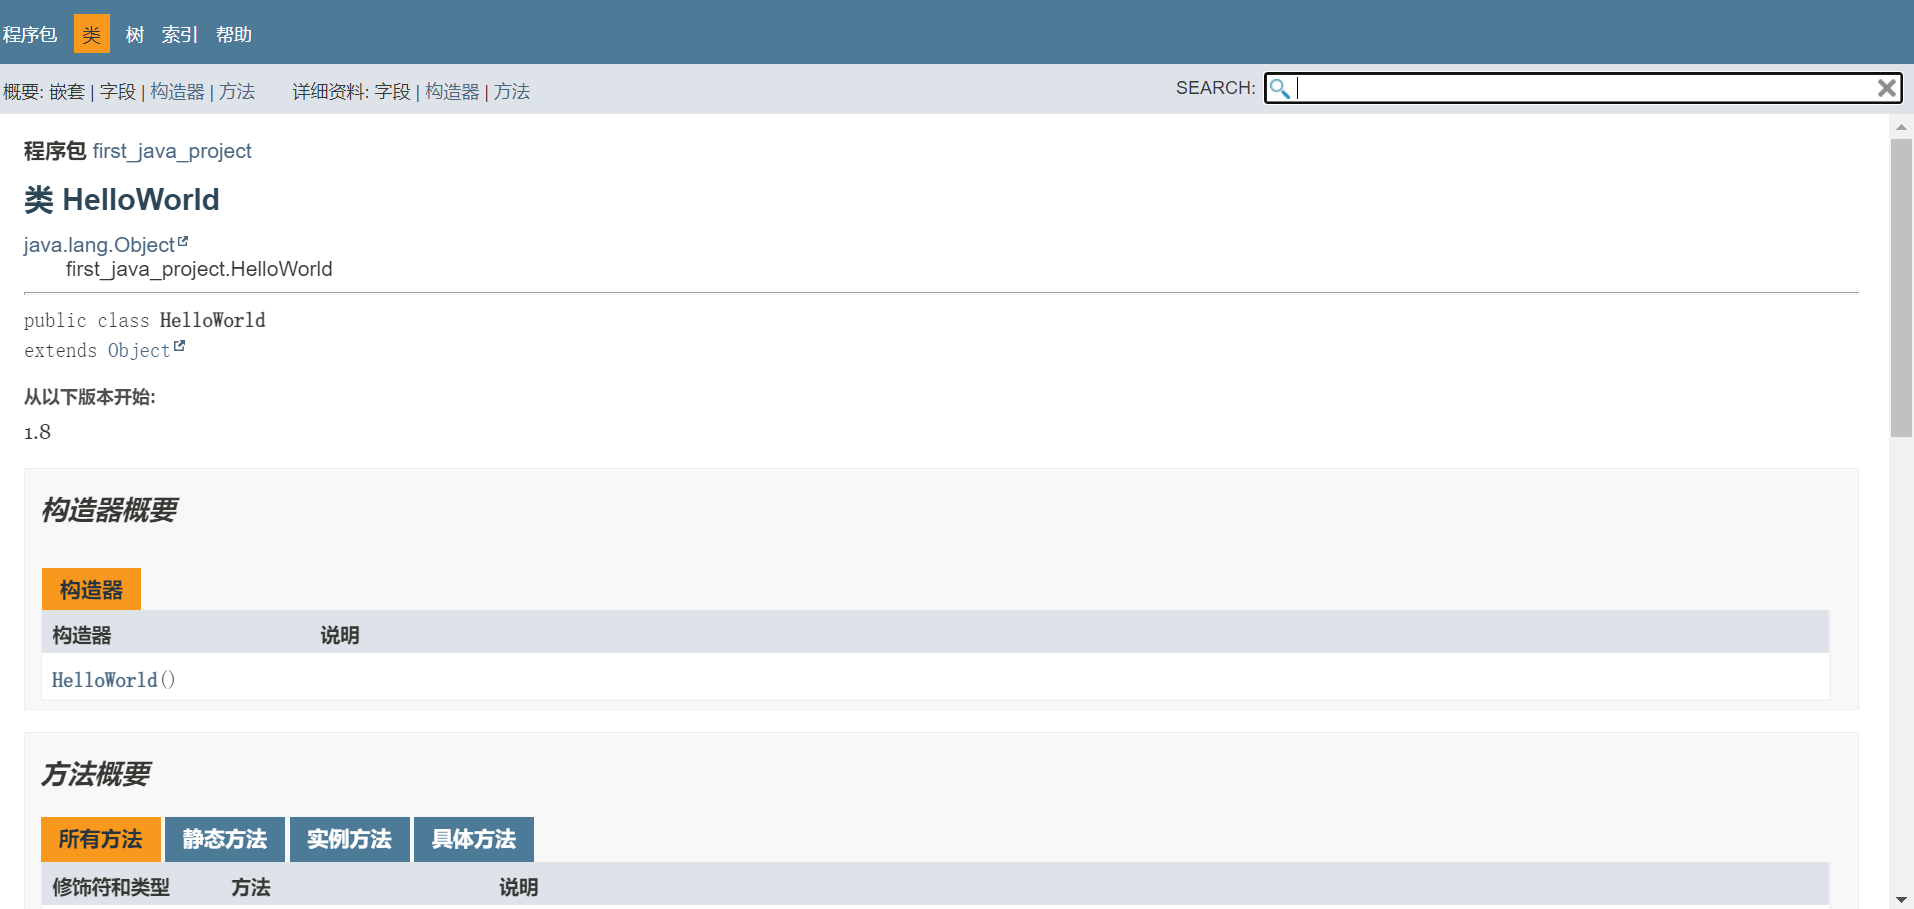 程序包 类 树 索引 帮助
概要: 嵌套 | 字段 | 构造器 | 方法 详细资料: 字段 | 构造器 | 方法 SEARCH:
程序包 first_java_project
类 HelloWorld
java.lang.Object
first_java_project.HelloWorld
public class HelloWorld
extends Object
从以下版本开始:
1.8
构造器概要
构造器
构造器 说明
HelloWorld()
方法概要
所有方法 静态方法 实例方法 具体方法
修饰符和类型 方法 说明